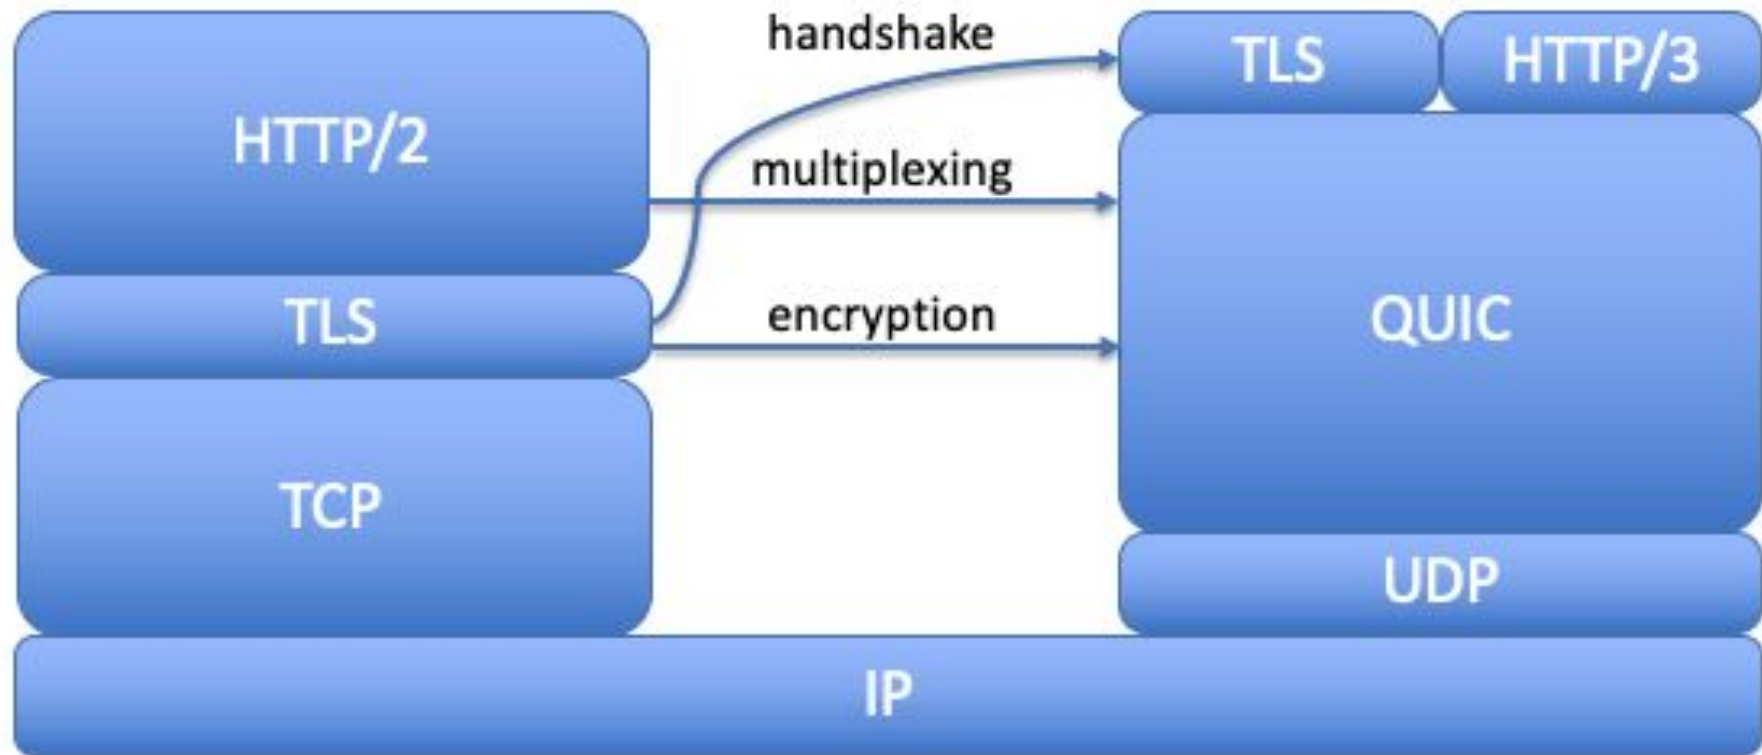 handshake
TLS
HTTP/3
HTTP/2
multiplexing
TLS
encryption
QUIC
TCP
UDP
IP